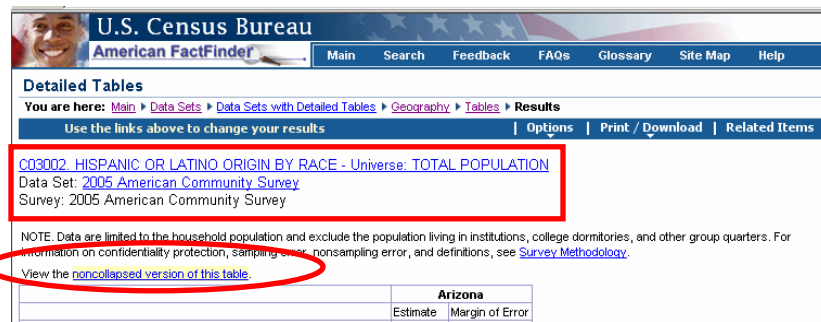 U.S. Census Bureau
American FactFinder
Main Search Feedback FAQs Glossary Site Map Help
Detailed Tables
You are here: Main ▶ Data Sets ▶ Data Sets with Detailed Tables ▶ Geography ▶ Tables ▶ Results
Use the links above to change your results | Options | Print / Download | Related Items
C03002. HISPANIC OR LATINO ORIGIN BY RACE - Universe: TOTAL POPULATION
Data Set: 2005 American Community Survey
Survey: 2005 American Community Survey
NOTE. Data are limited to the household population and exclude the population living in institutions, college dormitories, and other group quarters. For
information on confidentiality protection, sampling error, nonsampling error, and definitions, see Survey Methodology.
View the noncollapsed version of this table.
Arizona
Estimate Margin of Error